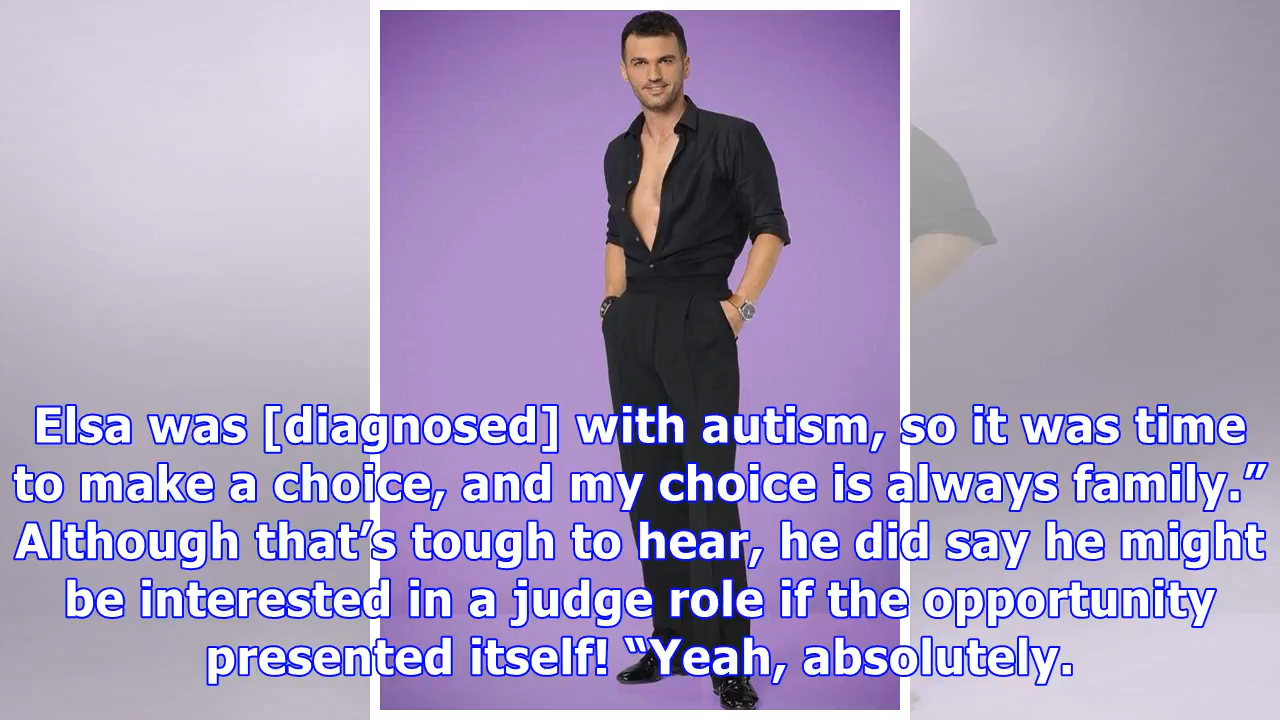 Elsa was [diagnosed] with autism, so it was time
to make a choice, and my choice is always family.”
Although that’s tough to hear, he did say he might
be interested in a judge role if the opportunity
presented itself! “Yeah, absolutely.